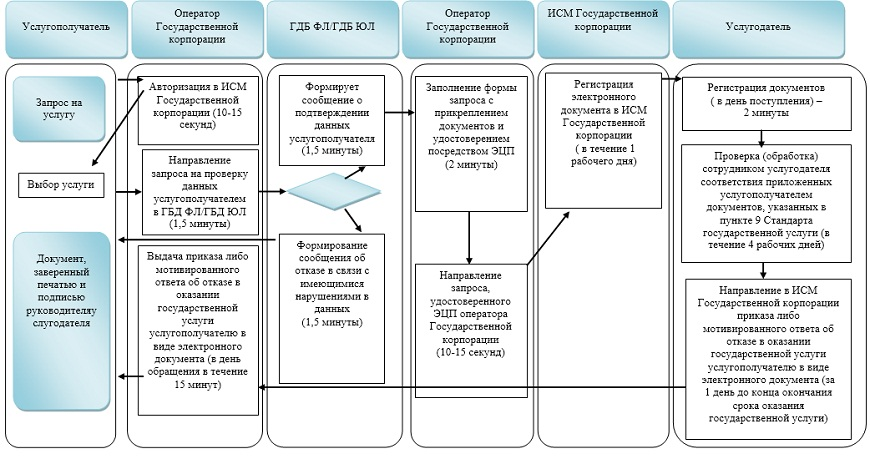 Услугополучатель
Оператор
Государственной
корпорации
ГДБ ФЛ/ГДБ ЮЛ
Оператор
Государственной
корпорации
ИСМ Государственной
корпорации
Услугодатель
Запрос на
услугу
Выбор услуги
Документ,
заверенный
печатью и
подписью
руководителяу
слугодателя
Авторизация в ИСМ
Государственной
корпорации (10-15
секунд)
Направление
запроса на проверку
данных
услугополучателем
в ГБД ФЛ/ГБД ЮЛ
(1,5 минуты)
Выдача приказа либо
мотивированного
ответа об отказе в
оказании
государственной
услуги
услугополучателю в
виде электронного
документа (в день
обращения в течение
15 минут)
Формирует
сообщение о
подтверждении
данных
услугополучателя
(1,5 минуты)
Формирование
сообщения об
отказе в связи с
имеющимися
нарушениями в
данных
(1,5 минуты)
Заполнение формы
запроса с
прикреплением
документов и
удостоверением
посредством ЭЦП
(2 минуты)
Направление
запроса,
удостоверенного
ЭЦП оператора
Государственной
корпорации
(10-15 секунд)
Регистрация
электронного
документа в ИСМ
Государственной
корпорации
( в течение 1
рабочего дня)
Регистрация документов
( в день поступления) –
2 минуты
Проверка (обработка)
сотрудником услугодателя
соответствия приложенных
услугополучателем
документов, указанных в
пункте 9 Стандарта
государственной услуги (в
течение 4 рабочих дней)
Направление в ИСМ
Государственной корпорации
приказа либо
мотивированного ответа об
отказе в оказании
государственной услуги
услугополучателю в виде
электронного документа (за
1 день до конца окончания
срока оказания
государственной услуги)